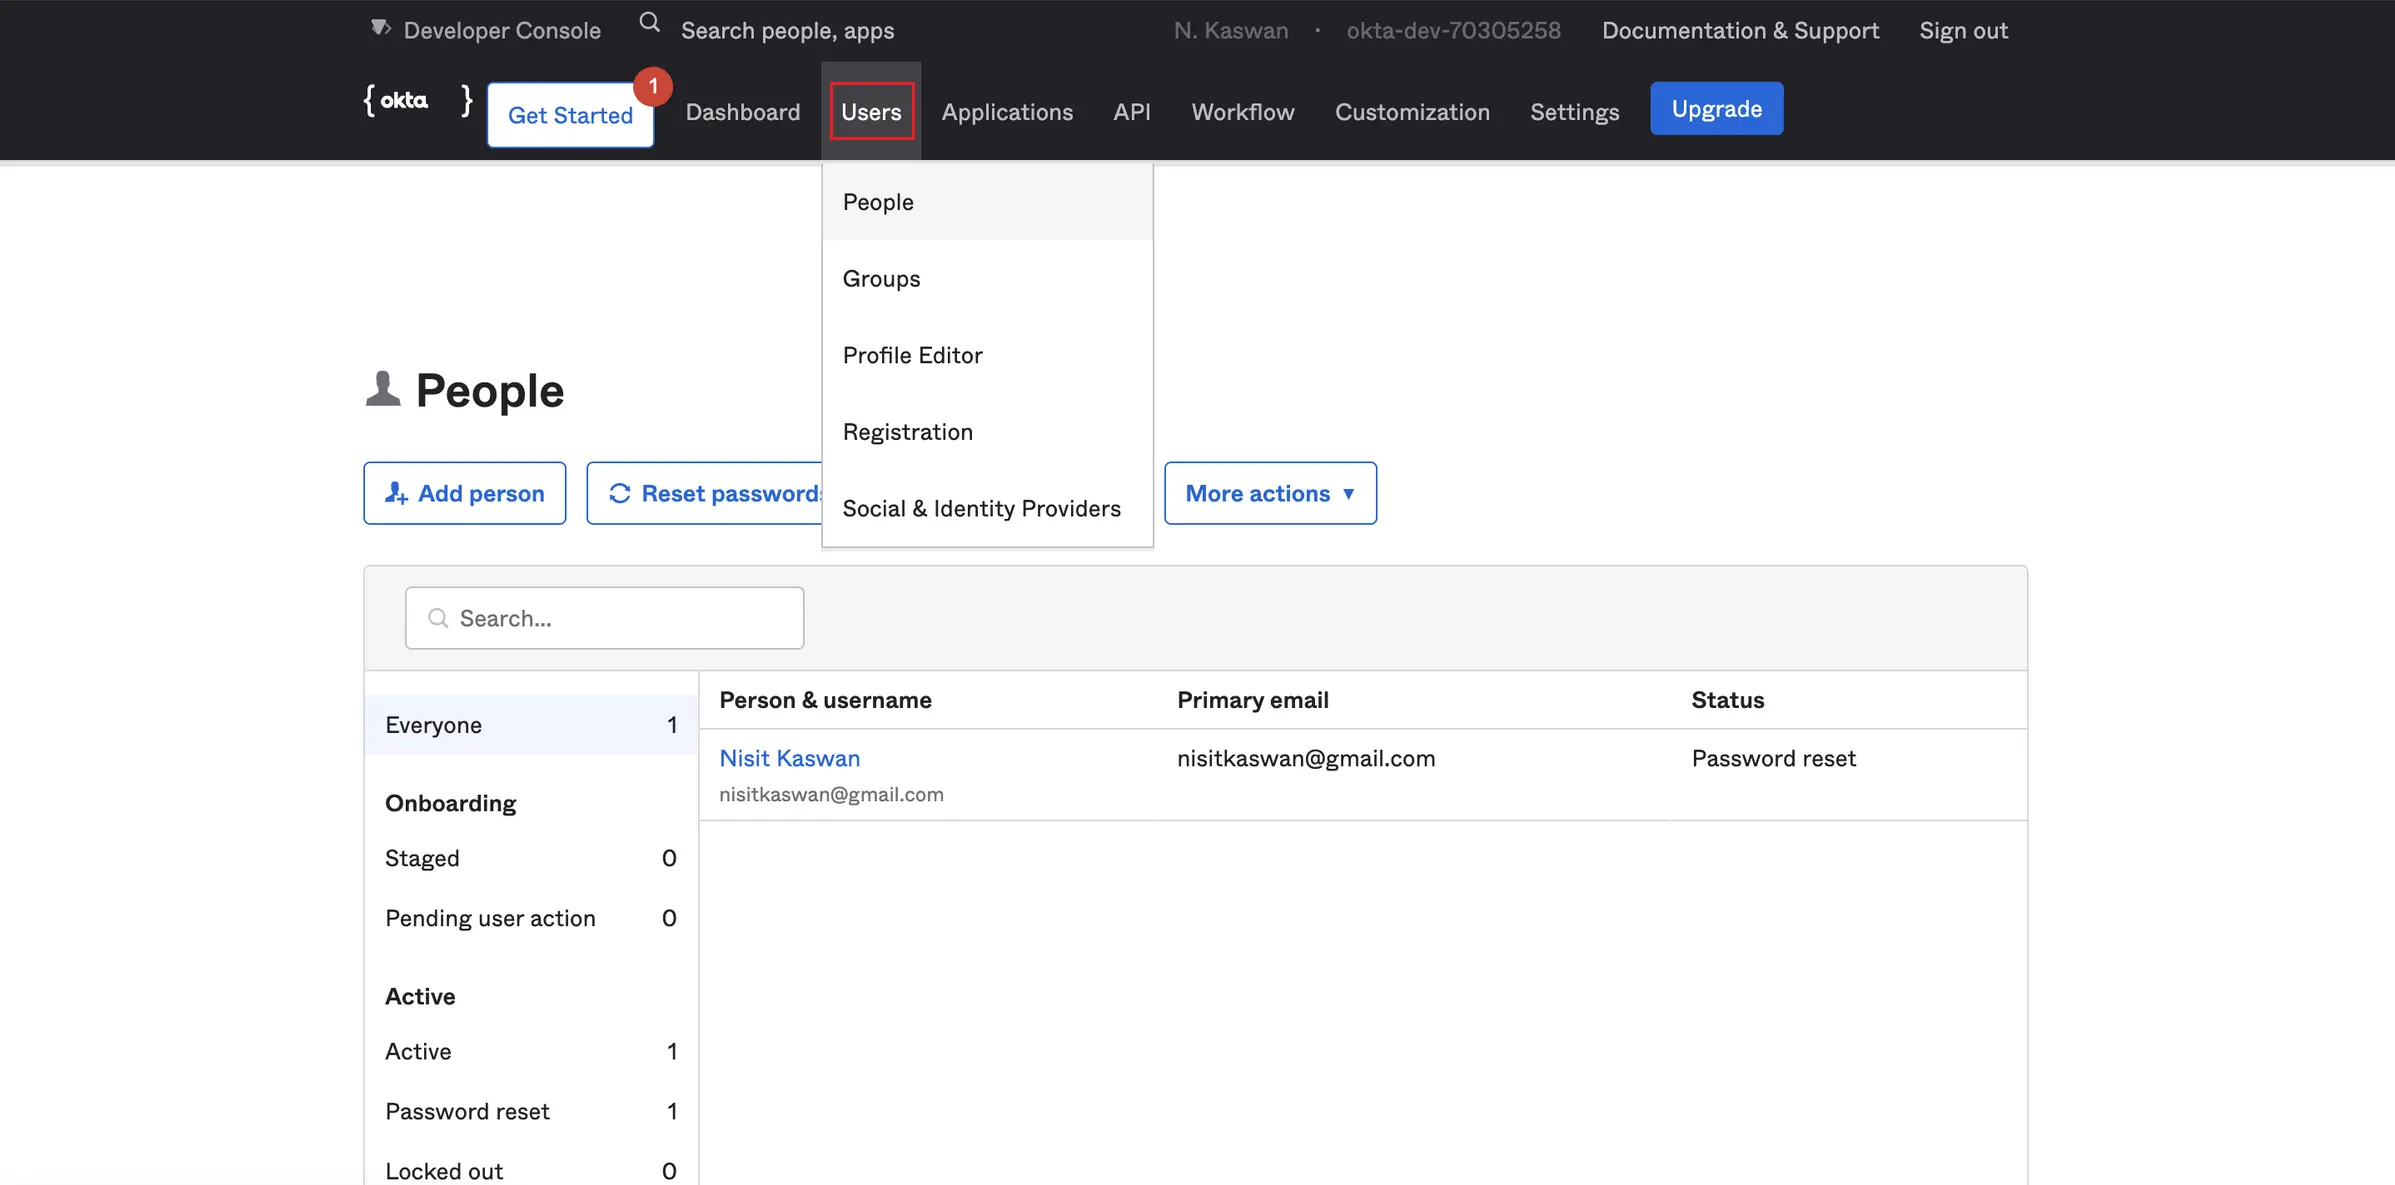 Developer Console
Search people, apps
N. Kaswan · okta-dev-70305258
Documentation & Support
Sign out
{ okta }
Get Started
1
Dashboard
Users
Applications
API
Workflow
Customization
Settings
Upgrade
People
Groups
Profile Editor
Registration
Social & Identity Providers
People
Add person
Reset passwords
More actions ▼
Search...
Everyone 1
Onboarding
Staged 0
Pending user action 0
Active
Active 1
Password reset 1
Locked out 0
Person & username Primary email Status
Nisit Kaswan nisitkaswan@gmail.com Password reset
nisitkaswan@gmail.com